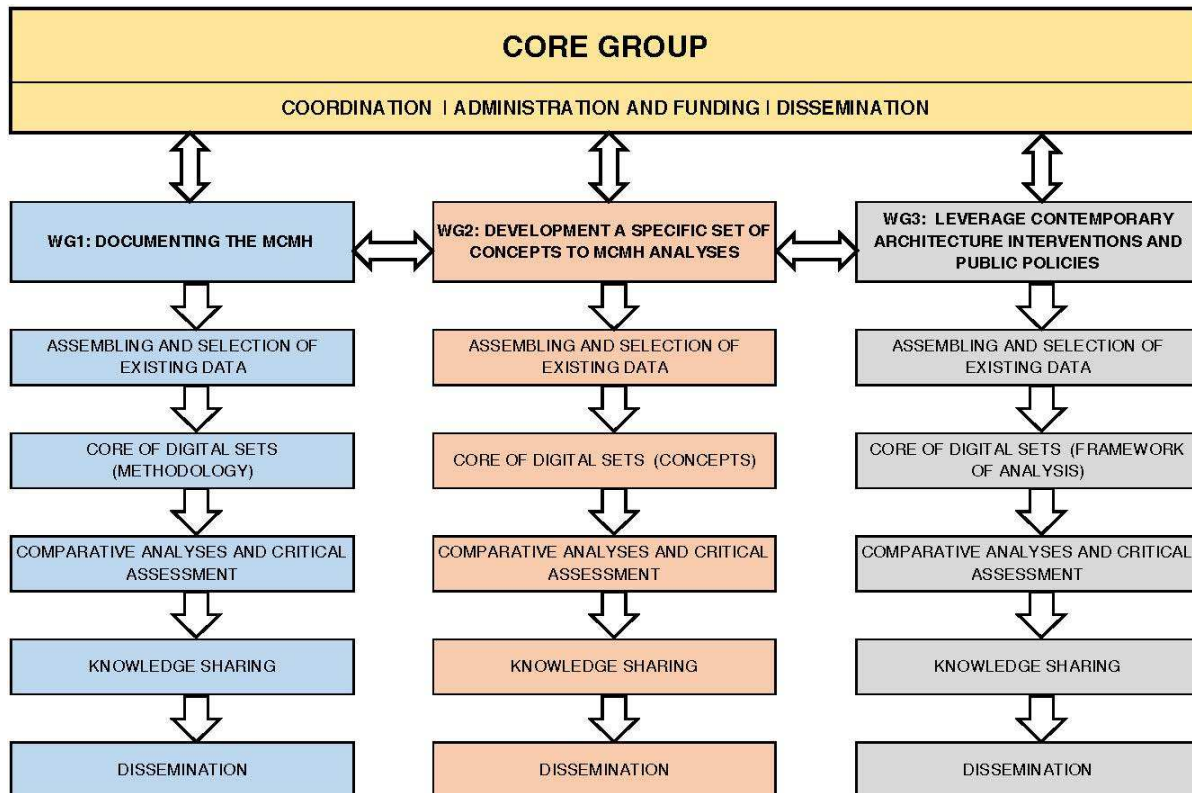 CORE GROUP
COORDINATION | ADMINISTRATION AND FUNDING | DISSEMINATION
WG1: DOCUMENTING THE MCMH
WG2: DEVELOPMENT A SPECIFIC SET OF
CONCEPTS TO MCMH ANALYSES
WG3: LEVERAGE CONTEMPORARY
ARCHITECTURE INTERVENTIONS AND
PUBLIC POLICIES
ASSEMBLING AND SELECTION OF
EXISTING DATA
ASSEMBLING AND SELECTION OF
EXISTING DATA
ASSEMBLING AND SELECTION OF
EXISTING DATA
CORE OF DIGITAL SETS
(METHODOLOGY)
CORE OF DIGITAL SETS (CONCEPTS)
CORE OF DIGITAL SETS (FRAMEWORK
OF ANALYSIS)
COMPARATIVE ANALYSES AND CRITICAL
ASSESSMENT
COMPARATIVE ANALYSES AND CRITICAL
ASSESSMENT
COMPARATIVE ANALYSES AND CRITICAL
ASSESSMENT
KNOWLEDGE SHARING
KNOWLEDGE SHARING
KNOWLEDGE SHARING
DISSEMINATION
DISSEMINATION
DISSEMINATION